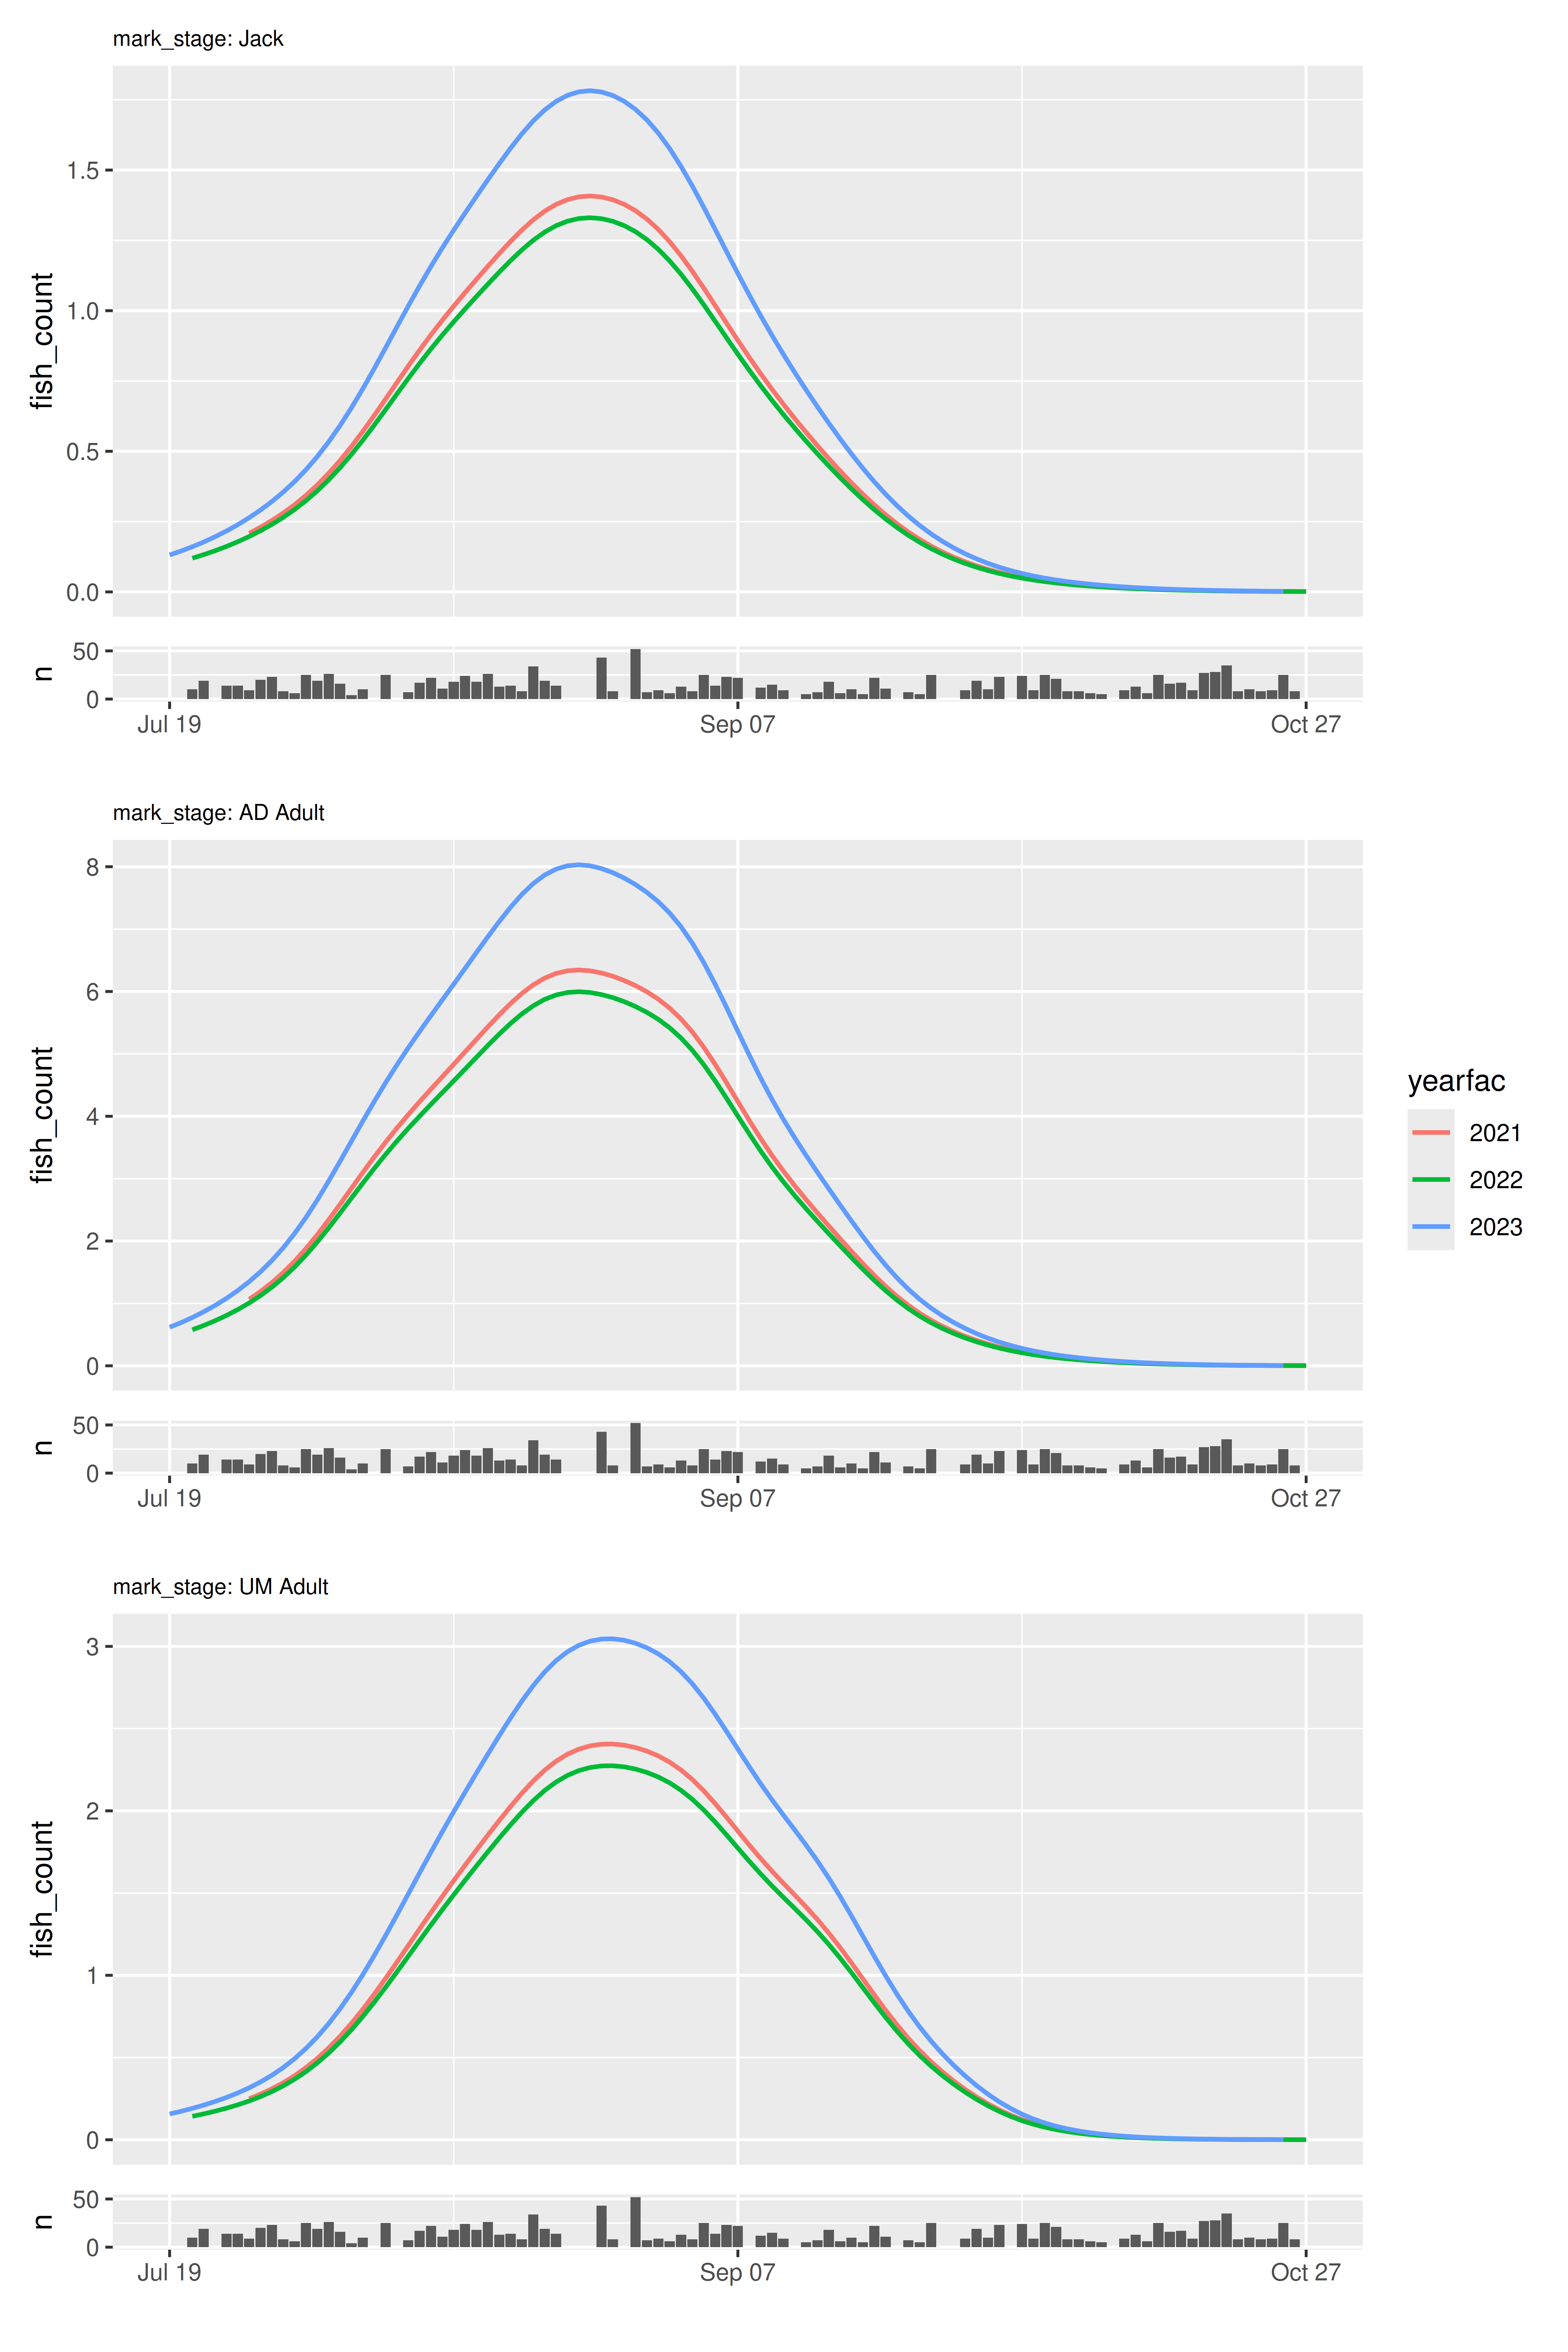 mark_stage: Jack
fish_count
1.5
1.0
0.5
0.0
n
50
0
Jul 19
Sep 07
Oct 27
mark_stage: AD Adult
fish_count
8
6
4
2
0
n
50
0
Jul 19
Sep 07
Oct 27
yearfac
2021
2022
2023
mark_stage: UM Adult
fish_count
3
2
1
0
n
50
0
Jul 19
Sep 07
Oct 27